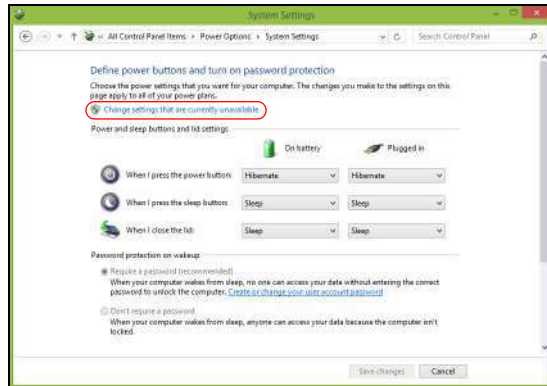 System Settings
« All Control Panel Items › Power Options › System Settings
Search Control Panel
Define power buttons and turn on password protection
Choose the power settings that you want for your computer. The changes you make to the settings on this
page apply to all of your power plans.
Change settings that are currently unavailable
Power and sleep buttons and lid settings
On battery Plugged in
When I press the power button: Hibernate Hibernate
When I press the sleep button: Sleep Sleep
When I close the lid: Sleep Sleep
Password protection on wakeup
Require a password (recommended)
When your computer wakes from sleep, no one can access your data without entering the correct
password to unlock the computer. Create or change your user account password
Don't require a password
When your computer wakes from sleep, anyone can access your data because the computer isn't
locked.
Save changes Cancel